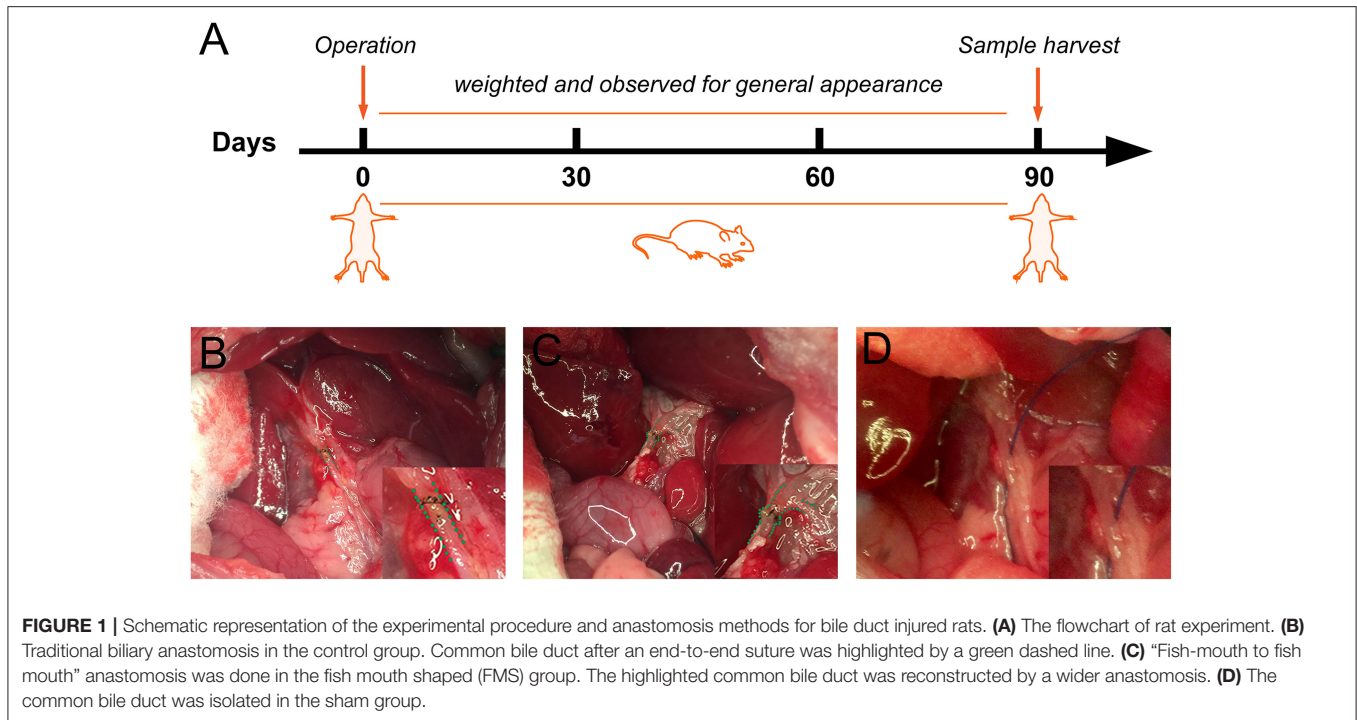 A
Operation
Sample harvest
weighted and observed for general appearance
Days
0 30 60 90
B C D
FIGURE 1 | Schematic representation of the experimental procedure and anastomosis methods for bile duct injured rats. (A) The flowchart of rat experiment. (B)
Traditional biliary anastomosis in the control group. Common bile duct after an end-to-end suture was highlighted by a green dashed line. (C) “Fish-mouth to fish
mouth” anastomosis was done in the fish mouth shaped (FMS) group. The highlighted common bile duct was reconstructed by a wider anastomosis. (D) The
common bile duct was isolated in the sham group.